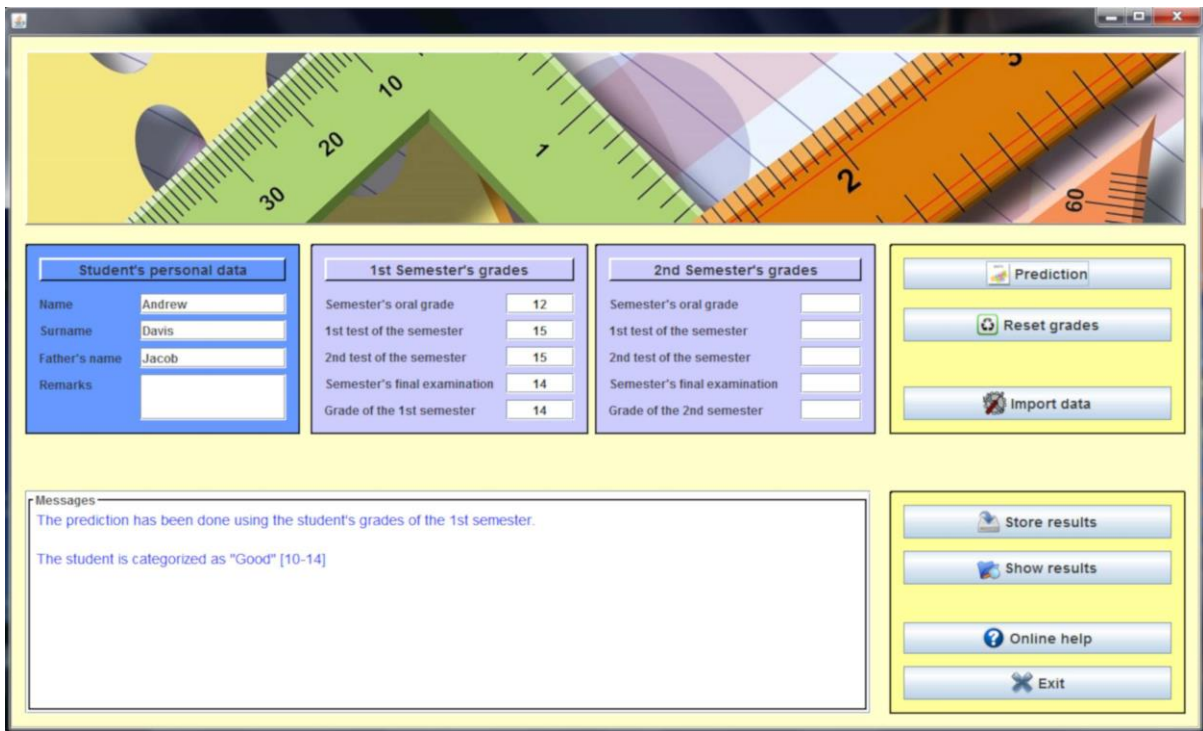 10
20
30
1
2
5
60
Student's personal data
Name Andrew
Surname Davis
Father's name Jacob
Remarks
1st Semester's grades
Semester's oral grade 12
1st test of the semester 15
2nd test of the semester 15
Semester's final examination 14
Grade of the 1st semester 14
2nd Semester's grades
Semester's oral grade
1st test of the semester
2nd test of the semester
Semester's final examination
Grade of the 2nd semester
Prediction
Reset grades
Import data
Messages
The prediction has been done using the student's grades of the 1st semester.
The student is categorized as "Good" [10-14]
Store results
Show results
Online help
Exit